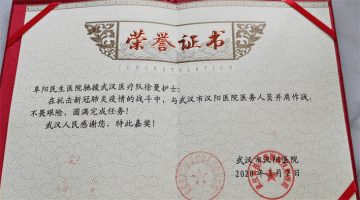 荣誉证书
CONGRATULATION
阜阳民生医院驰援武汉医疗队徐曼护士：
在抗击新冠肺炎疫情的战斗中，与武汉市汉阳医院医务人员并肩作战，
不畏艰险，圆满完成任务！
武汉人民感谢您，特此嘉奖！
武汉市汉阳医院